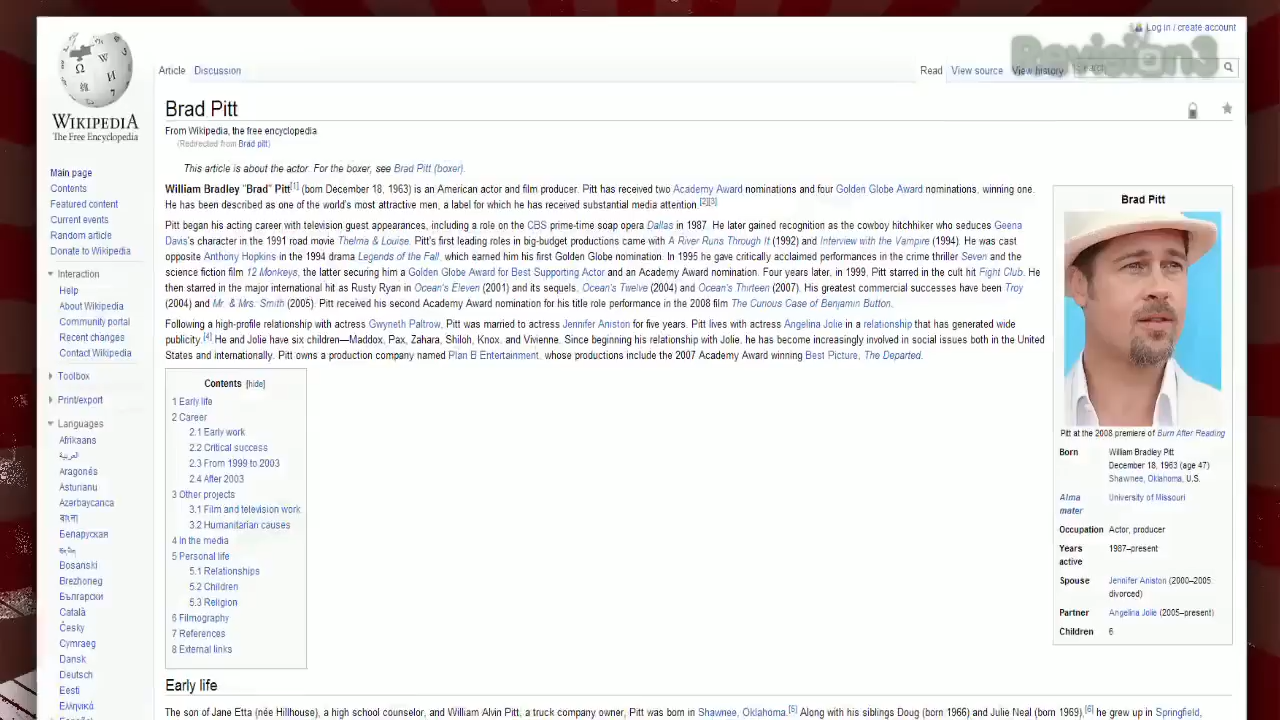 Log in / create account
Revision3
Article Discussion
Read View source View history
Brad Pitt
WIKIPEDIA
The Free Encyclopedia
From Wikipedia, the free encyclopedia
(Redirected from Brad pitt)
This article is about the actor. For the boxer, see Brad Pitt (boxer).
William Bradley "Brad" Pitt[1] (born December 18, 1963) is an American actor and film producer. Pitt has received two Academy Award nominations and four Golden Globe Award nominations, winning one.
He has been described as one of the world's most attractive men, a label for which he has received substantial media attention.[2][3]
Pitt began his acting career with television guest appearances, including a role on the CBS prime-time soap opera Dallas in 1987. He later gained recognition as the cowboy hitchhiker who seduces Geena
Davis's character in the 1991 road movie Thelma & Louise. Pitt's first leading roles in big-budget productions came with A River Runs Through It (1992) and Interview with the Vampire (1994). He was cast
opposite Anthony Hopkins in the 1994 drama Legends of the Fall, which earned him his first Golden Globe nomination. In 1995 he gave critically acclaimed performances in the crime thriller Seven and the
science fiction film 12 Monkeys, the latter securing him a Golden Globe Award for Best Supporting Actor and an Academy Award nomination. Four years later, in 1999, Pitt starred in the cult hit Fight Club. He
then starred in the major international hit as Rusty Ryan in Ocean's Eleven (2001) and its sequels, Ocean's Twelve (2004) and Ocean's Thirteen (2007). His greatest commercial successes have been Troy
(2004) and Mr. & Mrs. Smith (2005). Pitt received his second Academy Award nomination for his title role performance in the 2008 film The Curious Case of Benjamin Button.
Following a high-profile relationship with actress Gwyneth Paltrow, Pitt was married to actress Jennifer Aniston for five years. Pitt lives with actress Angelina Jolie in a relationship that has generated wide
publicity.[4] He and Jolie have six children—Maddox, Pax, Zahara, Shiloh, Knox, and Vivienne. Since beginning his relationship with Jolie, he has become increasingly involved in social issues both in the United
States and internationally. Pitt owns a production company named Plan B Entertainment, whose productions include the 2007 Academy Award winning Best Picture, The Departed.
Contents [hide]
1 Early life
2 Career
2.1 Early work
2.2 Critical success
2.3 From 1999 to 2003
2.4 After 2003
3 Other projects
3.1 Film and television work
3.2 Humanitarian causes
4 In the media
5 Personal life
5.1 Relationships
5.2 Children
5.3 Religion
6 Filmography
7 References
8 External links
Early life
The son of Jane Etta (née Hillhouse), a high school counselor, and William Alvin Pitt, a truck company owner, Pitt was born in Shawnee, Oklahoma.[5] Along with his siblings Doug (born 1966) and Julie Neal (born 1969),[6] he grew up in Springfield,
Main page
Contents
Featured content
Current events
Random article
Donate to Wikipedia
Interaction
Help
About Wikipedia
Community portal
Recent changes
Contact Wikipedia
Toolbox
Print/export
Languages
Afrikaans
العربية
Aragonés
Asturianu
Azərbaycanca
বাংলা
Беларуская
Bosanski
Brezhoneg
Български
Català
Česky
Cymraeg
Dansk
Deutsch
Eesti
Ελληνικά
Español
Brad Pitt
Pitt at the 2008 premiere of Burn After Reading
Born William Bradley Pitt
December 18, 1963 (age 47)
Shawnee, Oklahoma, U.S.
Alma mater University of Missouri
Occupation Actor, producer
Years active 1987–present
Spouse Jennifer Aniston (2000–2005
divorced)
Partner Angelina Jolie (2005–present)
Children 6